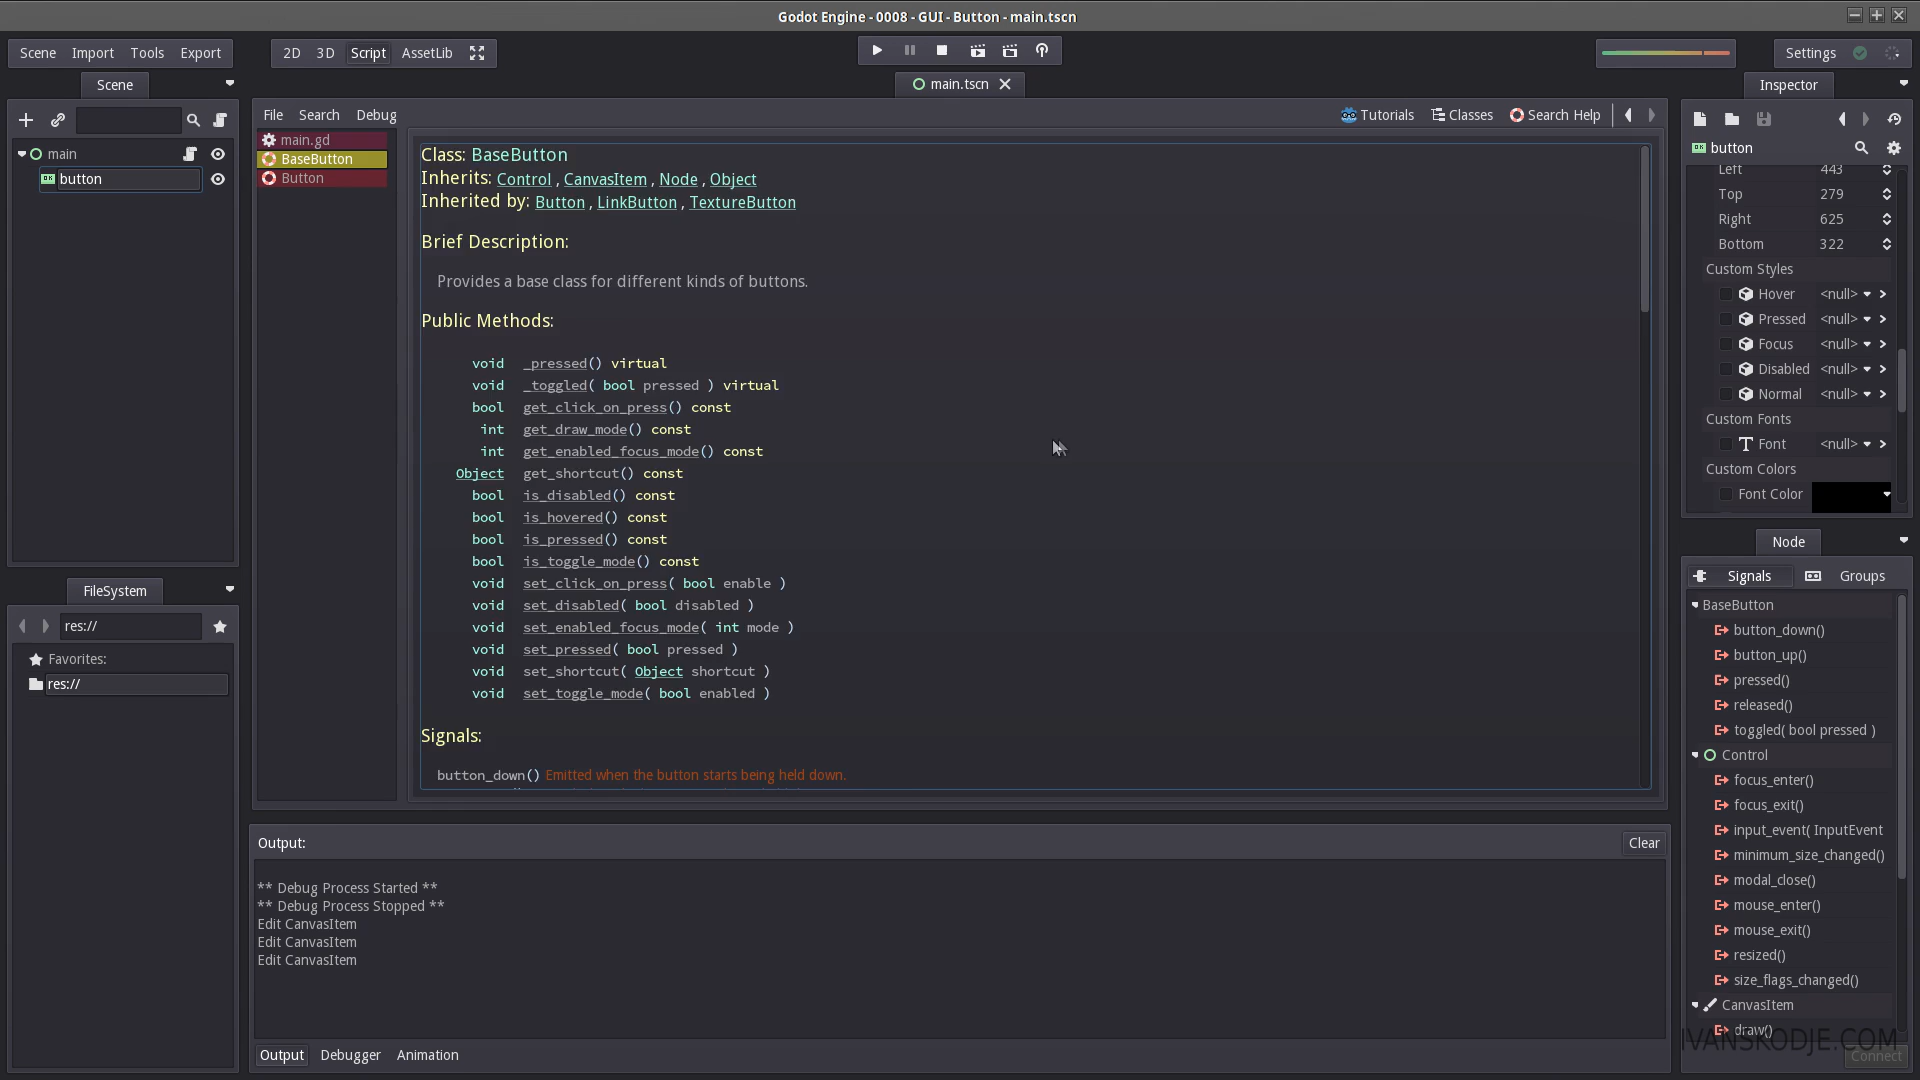 Godot Engine - 0008 - GUI - Button - main.tscn
Scene Import Tools Export
2D 3D Script AssetLib
Settings
Scene
main.tscn
Inspector
File Search Debug
Tutorials Classes Search Help
main
button
main.gd
BaseButton
Button
Class: BaseButton
Inherits: Control , CanvasItem , Node , Object
Inherited by: Button , LinkButton , TextureButton
Brief Description:
Provides a base class for different kinds of buttons.
Public Methods:
void _pressed() virtual
void _toggled( bool pressed ) virtual
bool get_click_on_press() const
int get_draw_mode() const
int get_enabled_focus_mode() const
Object get_shortcut() const
bool is_disabled() const
bool is_hovered() const
bool is_pressed() const
bool is_toggle_mode() const
void set_click_on_press( bool enable )
void set_disabled( bool disabled )
void set_enabled_focus_mode( int mode )
void set_pressed( bool pressed )
void set_shortcut( Object shortcut )
void set_toggle_mode( bool enabled )
Signals:
button_down() Emitted when the button starts being held down.
button
Left 443
Top 279
Right 625
Bottom 322
Custom Styles
Hover <null>
Pressed <null>
Focus <null>
Disabled <null>
Normal <null>
Custom Fonts
Font <null>
Custom Colors
Font Color
FileSystem
res://
Favorites:
res://
Node
Signals Groups
BaseButton
button_down()
button_up()
pressed()
released()
toggled( bool pressed )
Control
focus_enter()
focus_exit()
input_event( InputEvent
minimum_size_changed()
modal_close()
mouse_enter()
mouse_exit()
resized()
size_flags_changed()
CanvasItem
draw()
Connect
IVANSKODJE.COM
Output:
Clear
** Debug Process Started **
** Debug Process Stopped **
Edit CanvasItem
Edit CanvasItem
Edit CanvasItem
Output Debugger Animation